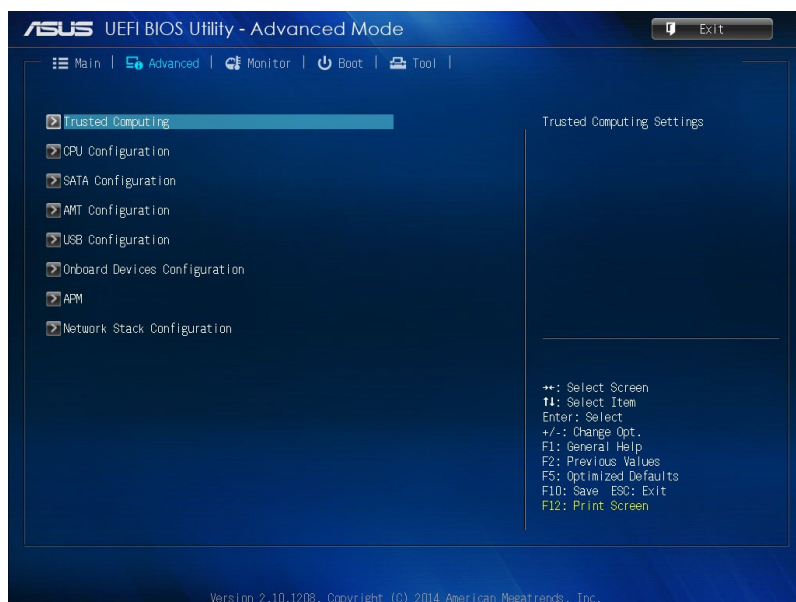 ASUS UEFI BIOS Utility - Advanced Mode
Exit
Main | Advanced | Monitor | Boot | Tool |
Trusted Computing
CPU Configuration
SATA Configuration
AMT Configuration
USB Configuration
Onboard Devices Configuration
APM
Network Stack Configuration
Trusted Computing Settings
→←: Select Screen
↑↓: Select Item
Enter: Select
+/-: Change Opt.
F1: General Help
F2: Previous Values
F5: Optimized Defaults
F10: Save ESC: Exit
F12: Print Screen
Version 2.10.1208. Copyright (C) 2014 American Megatrends, Inc.